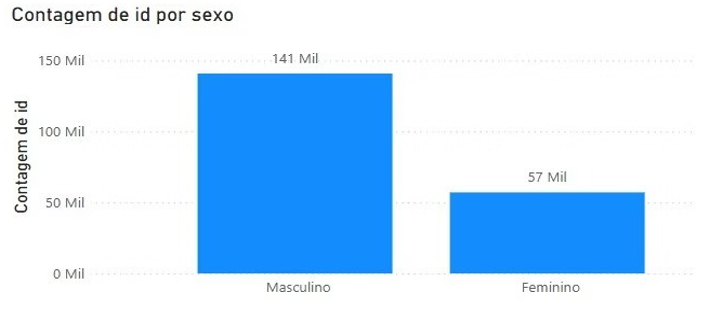 Contagem de id por sexo
150 Mil
141 Mil
100 Mil
57 Mil
50 Mil
0 Mil
Contagem de id
Masculino
Feminino